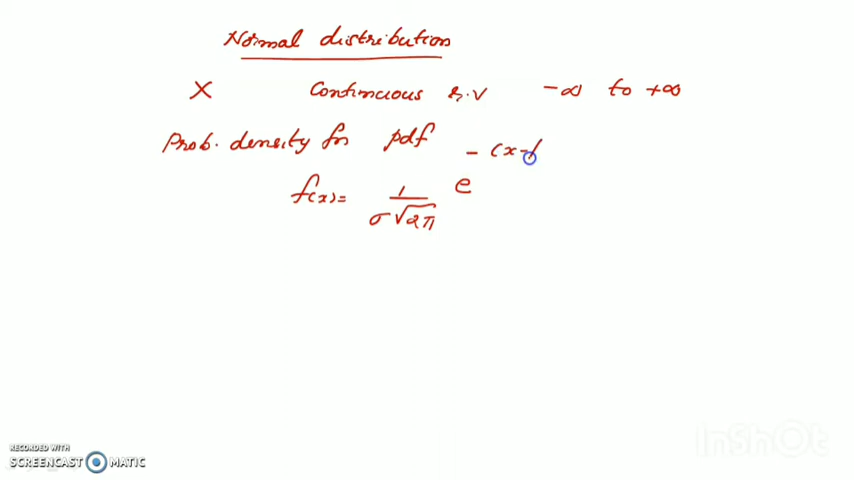 Normal distribution
X Continuous r.v -∞ to +∞
Prob. density fn pdf
f(x)= 1/σ√2π e -(x-
RECORDED WITH
SCREENCAST MATIC
InShOt